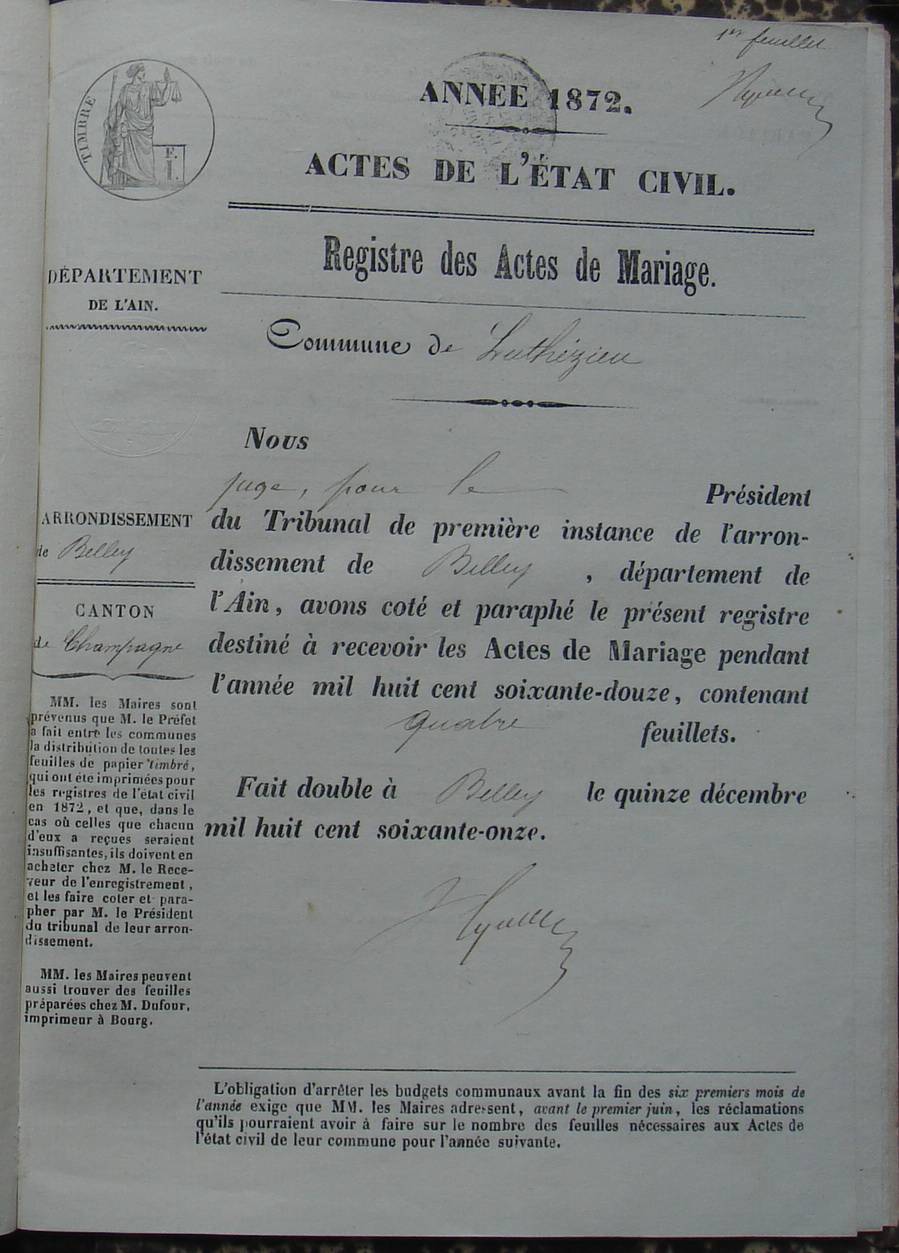 1er feuillet
TIMBRE
F.
1.
ANNÉE 1872.
ACTES DE L'ÉTAT CIVIL.
Registre des Actes de Mariage.
DÉPARTEMENT
DE L'AIN.
Commune de Luthézieu
Nous
juge, pour le Président
du Tribunal de première instance de l'arron-
dissement de Belley, département de
l'Ain, avons coté et paraphé le présent registre
destiné à recevoir les Actes de Mariage pendant
l'année mil huit cent soixante-douze, contenant
quatre feuillets.
Fait double à Belley le quinze décembre
mil huit cent soixante-onze.
ARRONDISSEMENT
de Belley
CANTON
de Champagne
MM. les Maires sont
prévenus que M. le Préfet
a fait entre les communes
la distribution de toutes les
feuilles de papier timbré,
qui ont été imprimées pour
les registres de l'état civil
en 1872, et que, dans le
cas où celles que chacun
d'eux a reçues seraient
insuffisantes, ils doivent en
acheter chez M. le Rece-
veur de l'enregistrement,
et les faire coter et para-
pher par M. le Président
du tribunal de leur arron-
dissement.
MM. les Maires peuvent
aussi trouver des feuilles
préparées chez M. Dufour,
imprimeur à Bourg.
L'obligation d'arrêter les budgets communaux avant la fin des six premiers mois de
l'année exige que MM. les Maires adressent, avant le premier juin, les réclamations
qu'ils pourraient avoir à faire sur le nombre des feuilles nécessaires aux Actes de
l'état civil de leur commune pour l'année suivante.